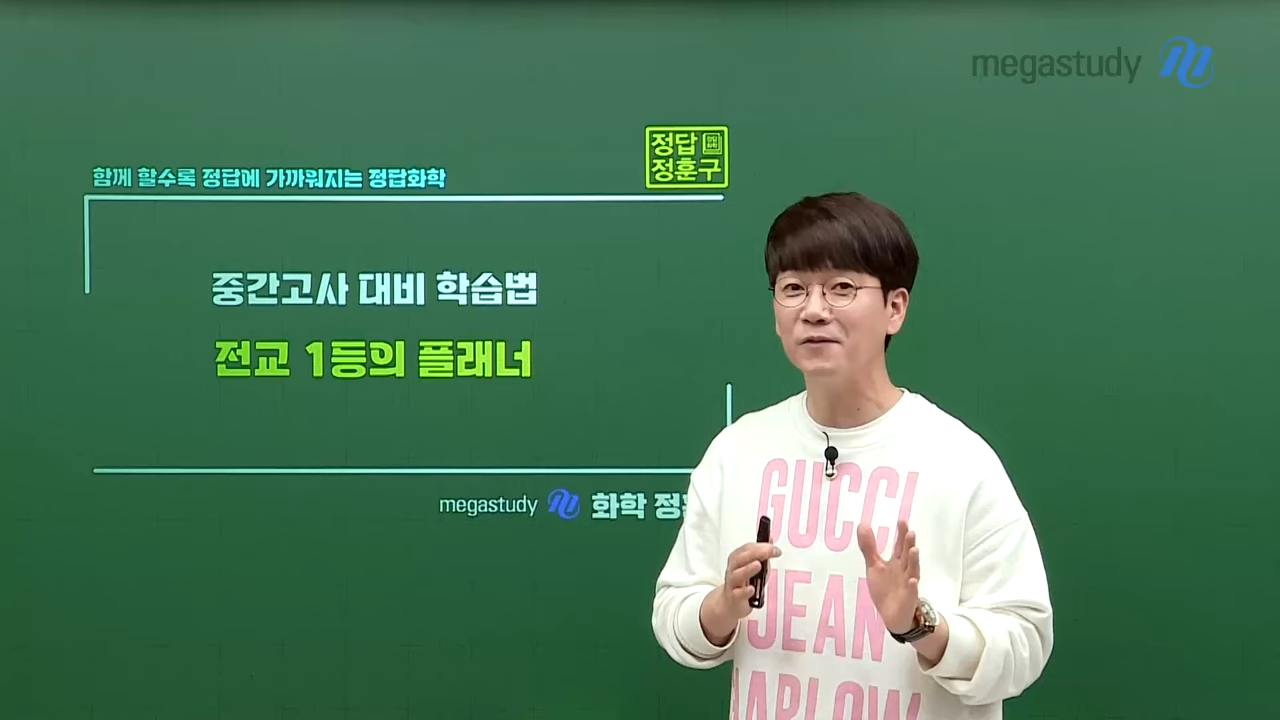 megastudy
정답
정훈구
함께 할수록 정답에 가까워지는 정답화학
중간고사 대비 학습법
전교 1등의 플래너
megastudy 화학
GUCCI
JEAN
HARLOW